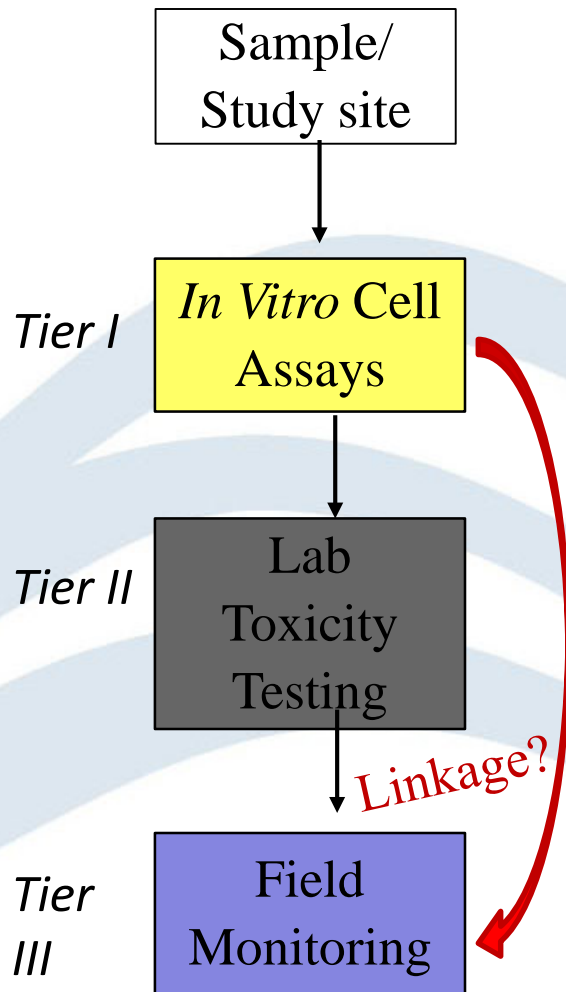 Sample/
Study site
Tier I
In Vitro Cell
Assays
Tier II
Lab
Toxicity
Testing
Linkage?
Tier
III
Field
Monitoring